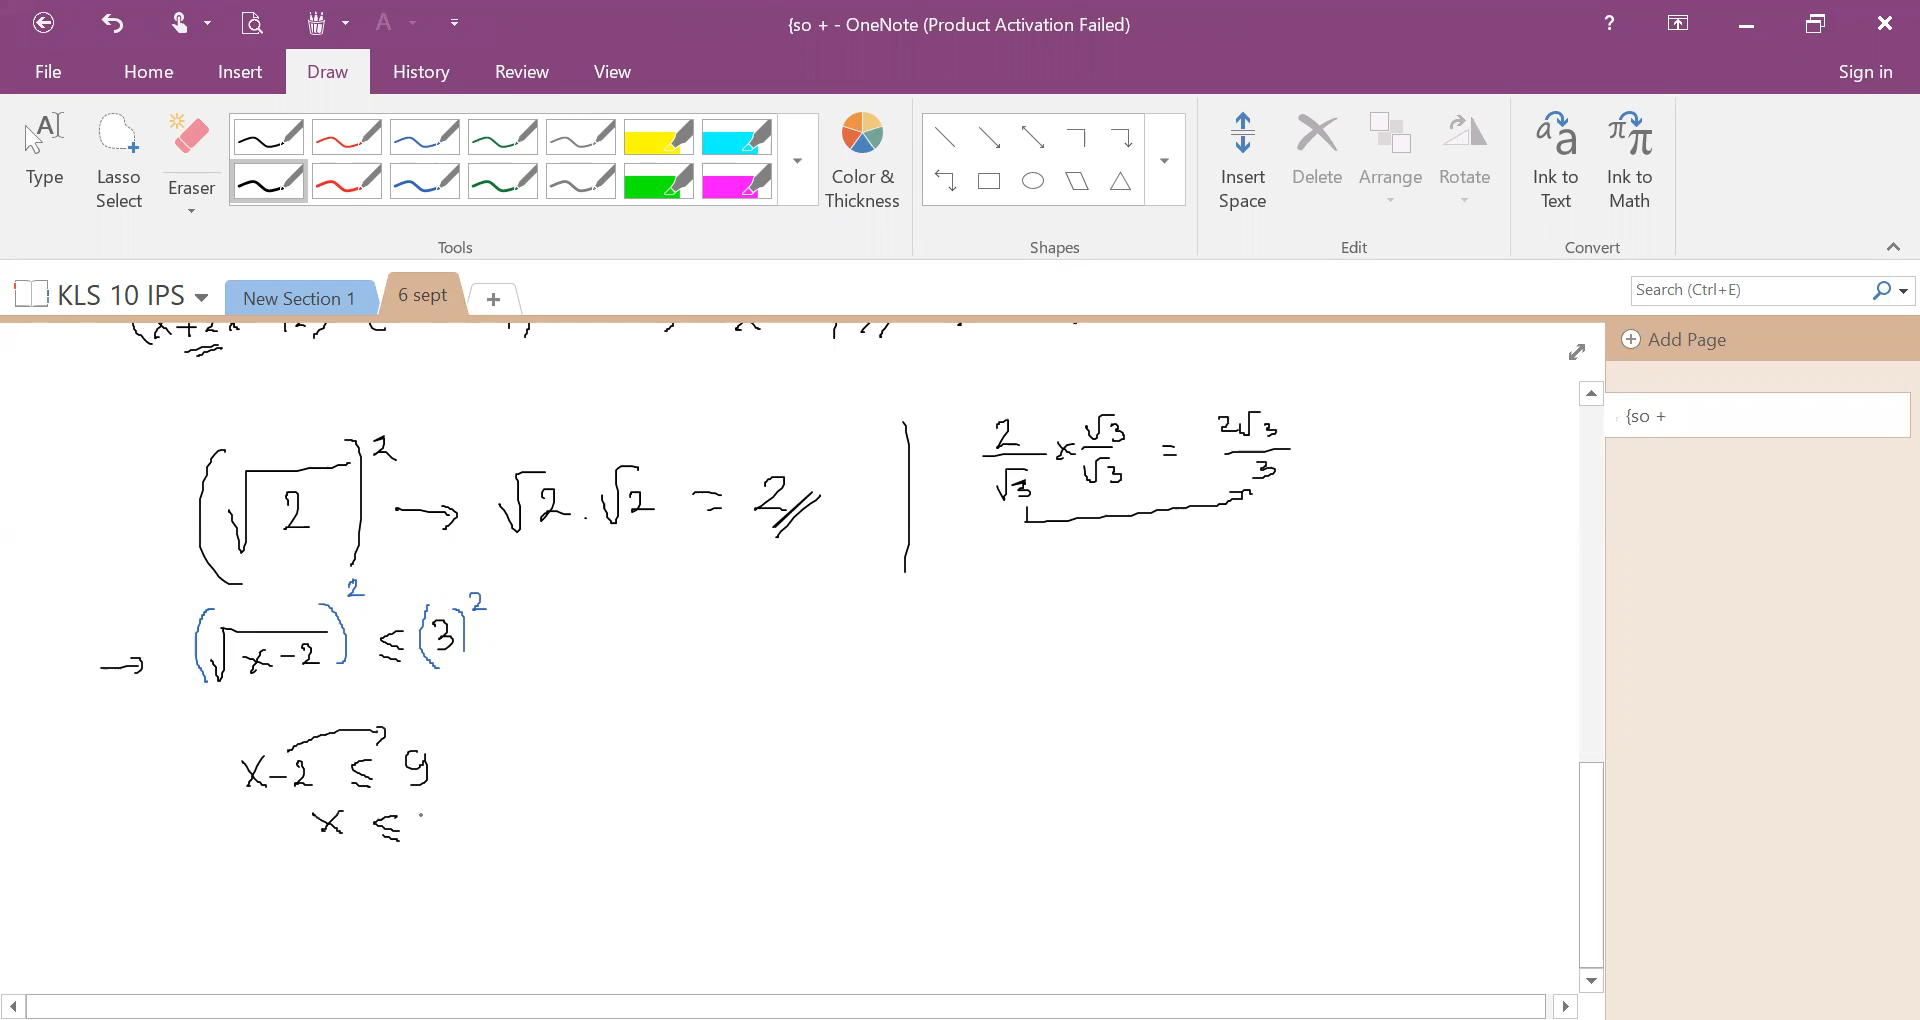 {so + - OneNote (Product Activation Failed)
?
File Home Insert Draw History Review View Sign in
Type
Lasso Select
Eraser
Color & Thickness
Insert Space
Delete
Arrange
Rotate
Ink to Text
Ink to Math
Tools Shapes Edit Convert
KLS 10 IPS New Section 1 6 sept + Search (Ctrl+E)
Add Page
{so +
(√2)² → √2 . √2 = 2
2/√3 × √3/√3 = 2√3/3
→ (√x-2)² ≤ (3)²
x-2 ≤ 9
x ≤